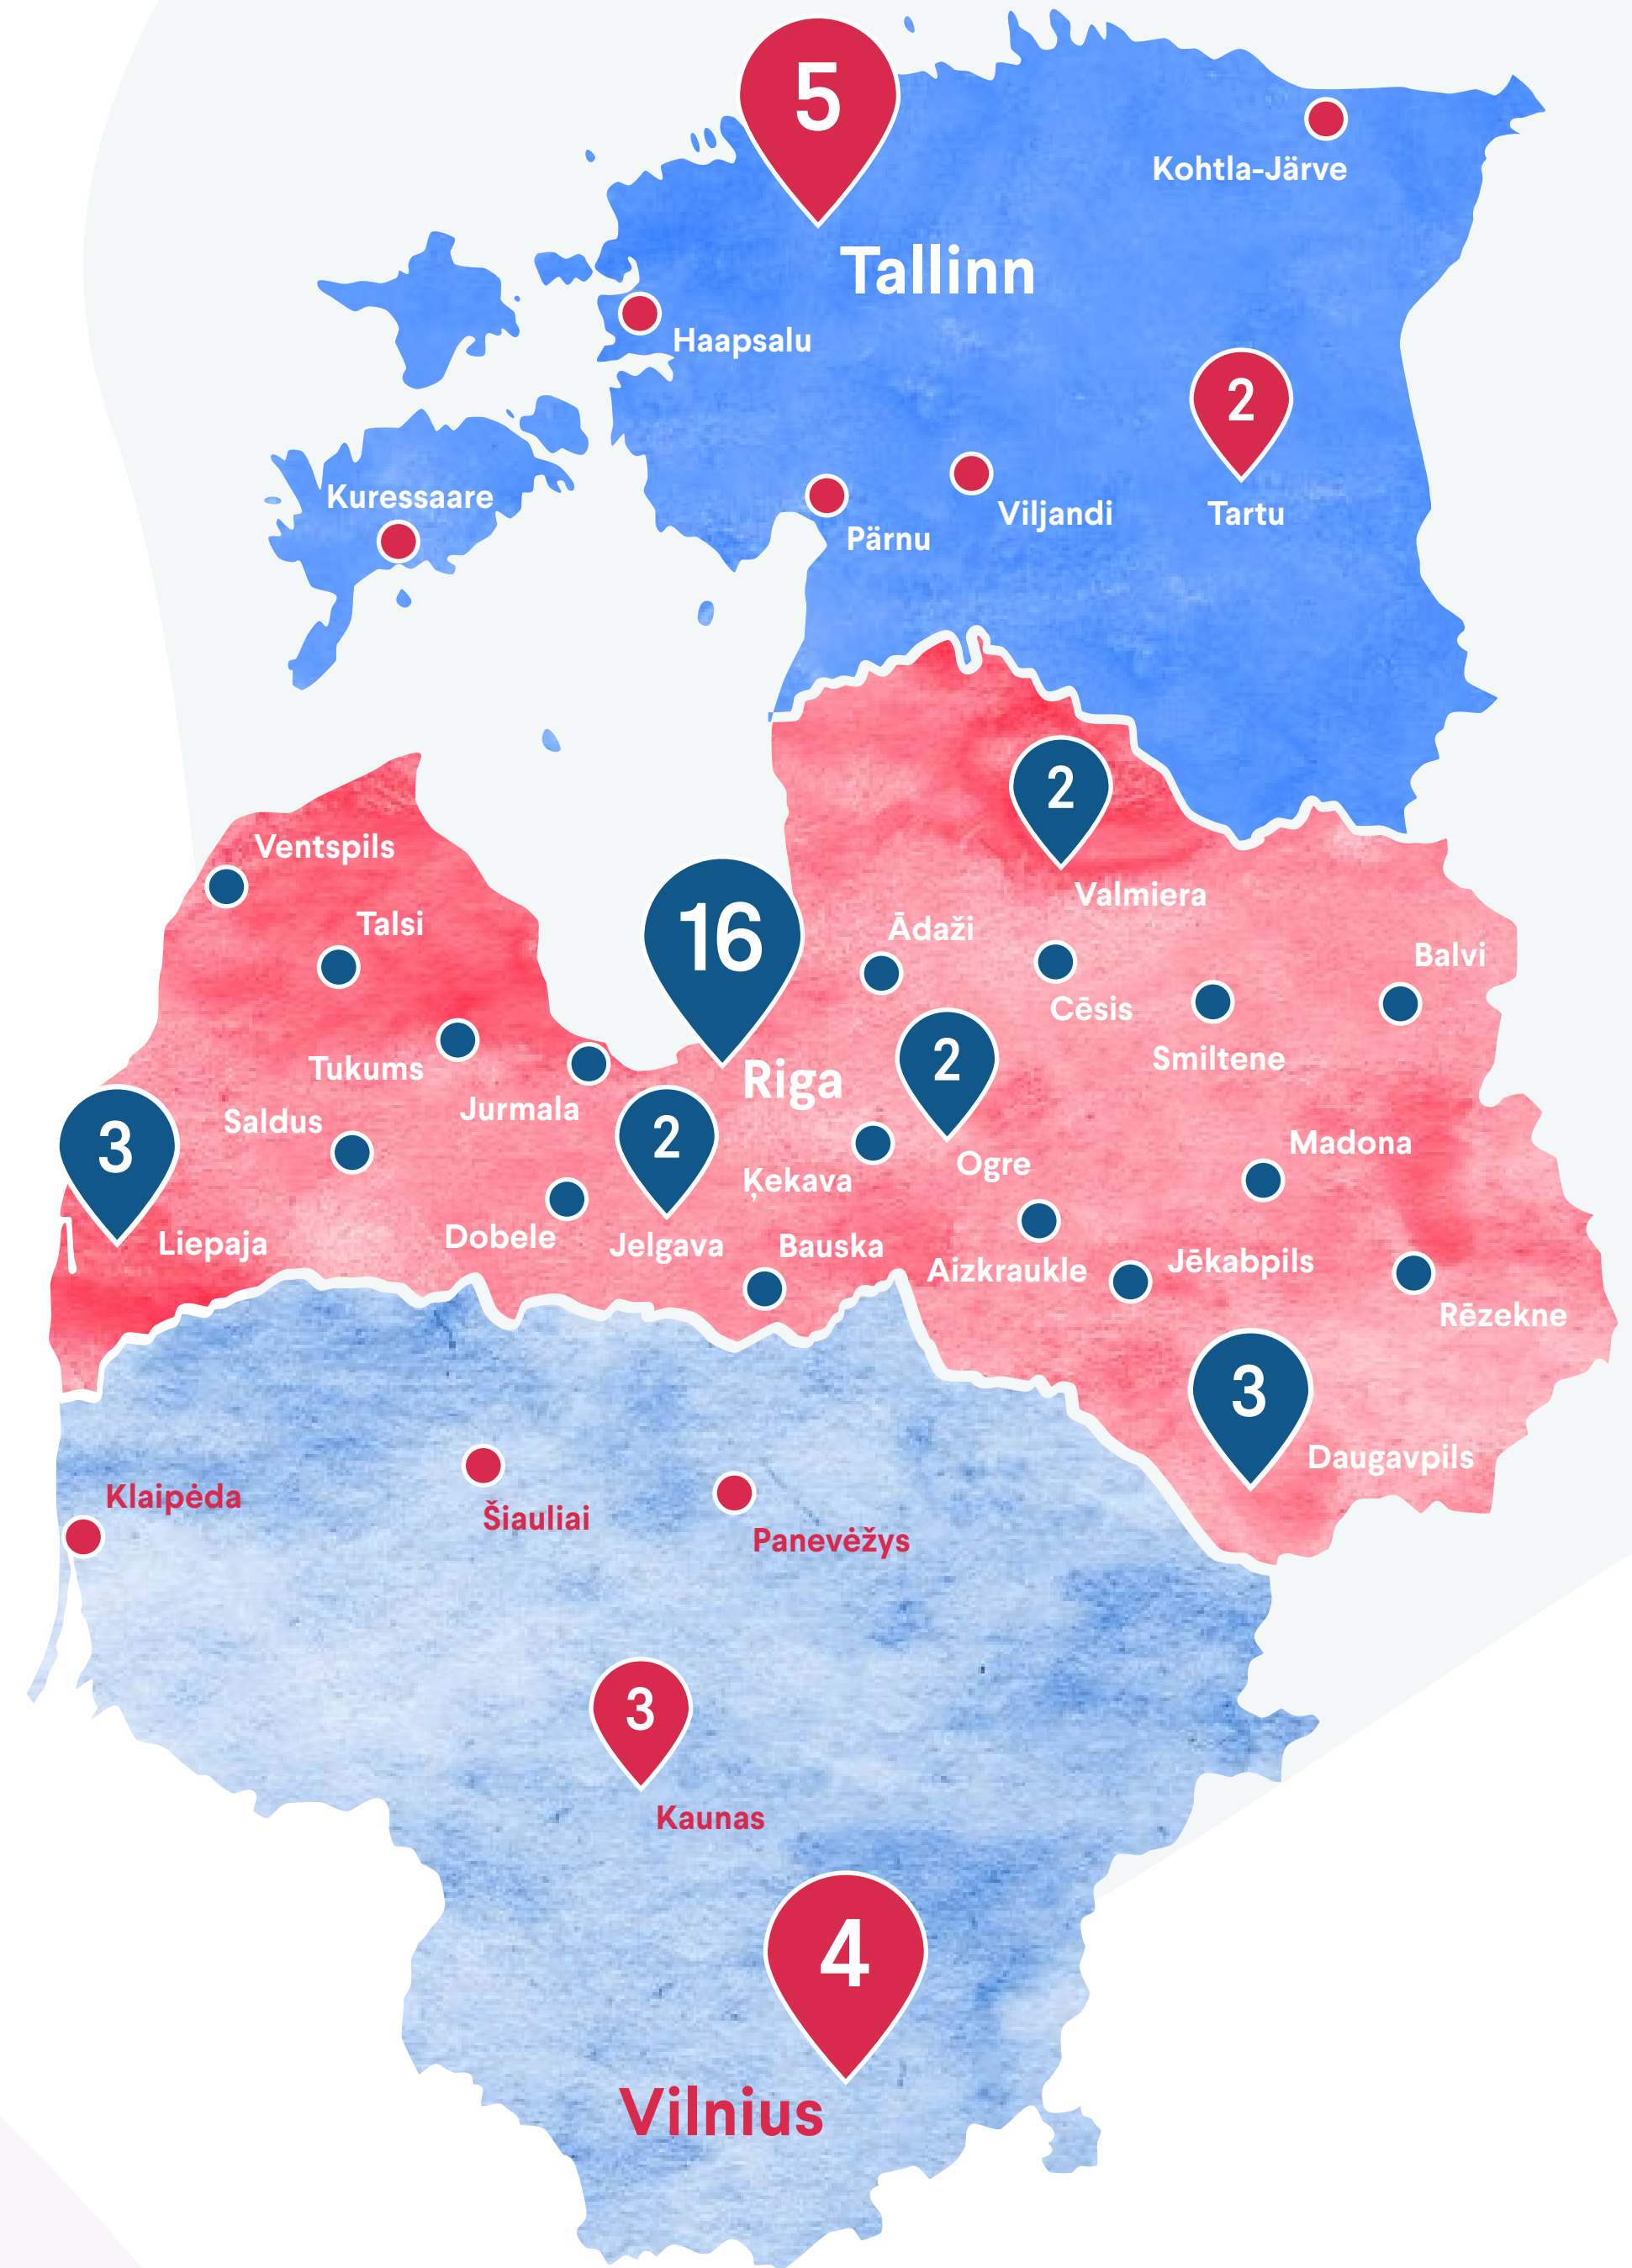 5
Kohtla-Järve
Tallinn
Haapsalu
2
Tartu
Kuressaare
Viljandi
Pärnu
2
Valmiera
Ventspils
Talsi
16
Riga
Ādaži
Cēsis
Balvi
Smiltene
Tukums
Jurmala
2
Ogre
3
Liepaja
Saldus
2
Jelgava
Ķekava
Madona
Dobele
Bauska
Aizkraukle
Jēkabpils
Rēzekne
3
Daugavpils
Klaipėda
Šiauliai
Panevėžys
3
Kaunas
4
Vilnius